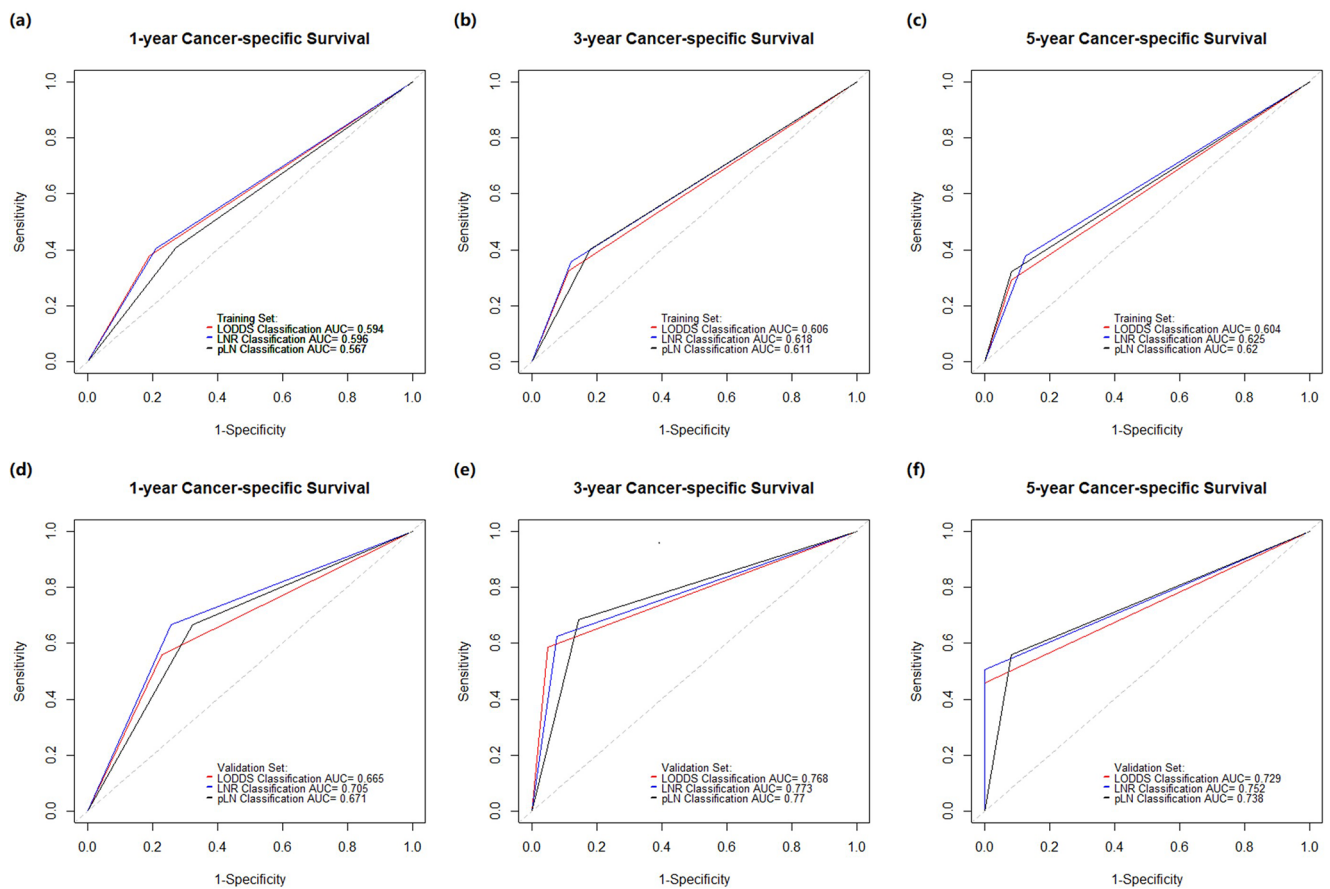 (a)
1-year Cancer-specific Survival
1.0
0.8
0.6
0.4
0.2
0.0
Sensitivity
Training Set:
LODDS Classification AUC= 0.594
LNR Classification AUC= 0.596
pLN Classification AUC= 0.567
0.0 0.2 0.4 0.6 0.8 1.0
1-Specificity
(b)
3-year Cancer-specific Survival
1.0
0.8
0.6
0.4
0.2
0.0
Sensitivity
Training Set:
LODDS Classification AUC= 0.606
LNR Classification AUC= 0.618
pLN Classification AUC= 0.611
0.0 0.2 0.4 0.6 0.8 1.0
1-Specificity
(c)
5-year Cancer-specific Survival
1.0
0.8
0.6
0.4
0.2
0.0
Sensitivity
Training Set:
LODDS Classification AUC= 0.604
LNR Classification AUC= 0.625
pLN Classification AUC= 0.62
0.0 0.2 0.4 0.6 0.8 1.0
1-Specificity
(d)
1-year Cancer-specific Survival
1.0
0.8
0.6
0.4
0.2
0.0
Sensitivity
Validation Set:
LODDS Classification AUC= 0.665
LNR Classification AUC= 0.705
pLN Classification AUC= 0.671
0.0 0.2 0.4 0.6 0.8 1.0
1-Specificity
(e)
3-year Cancer-specific Survival
1.0
0.8
0.6
0.4
0.2
0.0
Sensitivity
Validation Set:
LODDS Classification AUC= 0.768
LNR Classification AUC= 0.773
pLN Classification AUC= 0.77
0.0 0.2 0.4 0.6 0.8 1.0
1-Specificity
(f)
5-year Cancer-specific Survival
1.0
0.8
0.6
0.4
0.2
0.0
Sensitivity
Validation Set:
LODDS Classification AUC= 0.729
LNR Classification AUC= 0.752
pLN Classification AUC= 0.738
0.0 0.2 0.4 0.6 0.8 1.0
1-Specificity